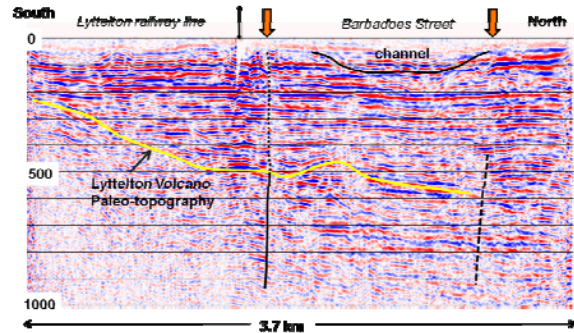 South
Lyttelton railway line
Barbadoes Street
North
0
channel
500
Lyttelton Volcano
Paleo-topography
1000
3.7 km